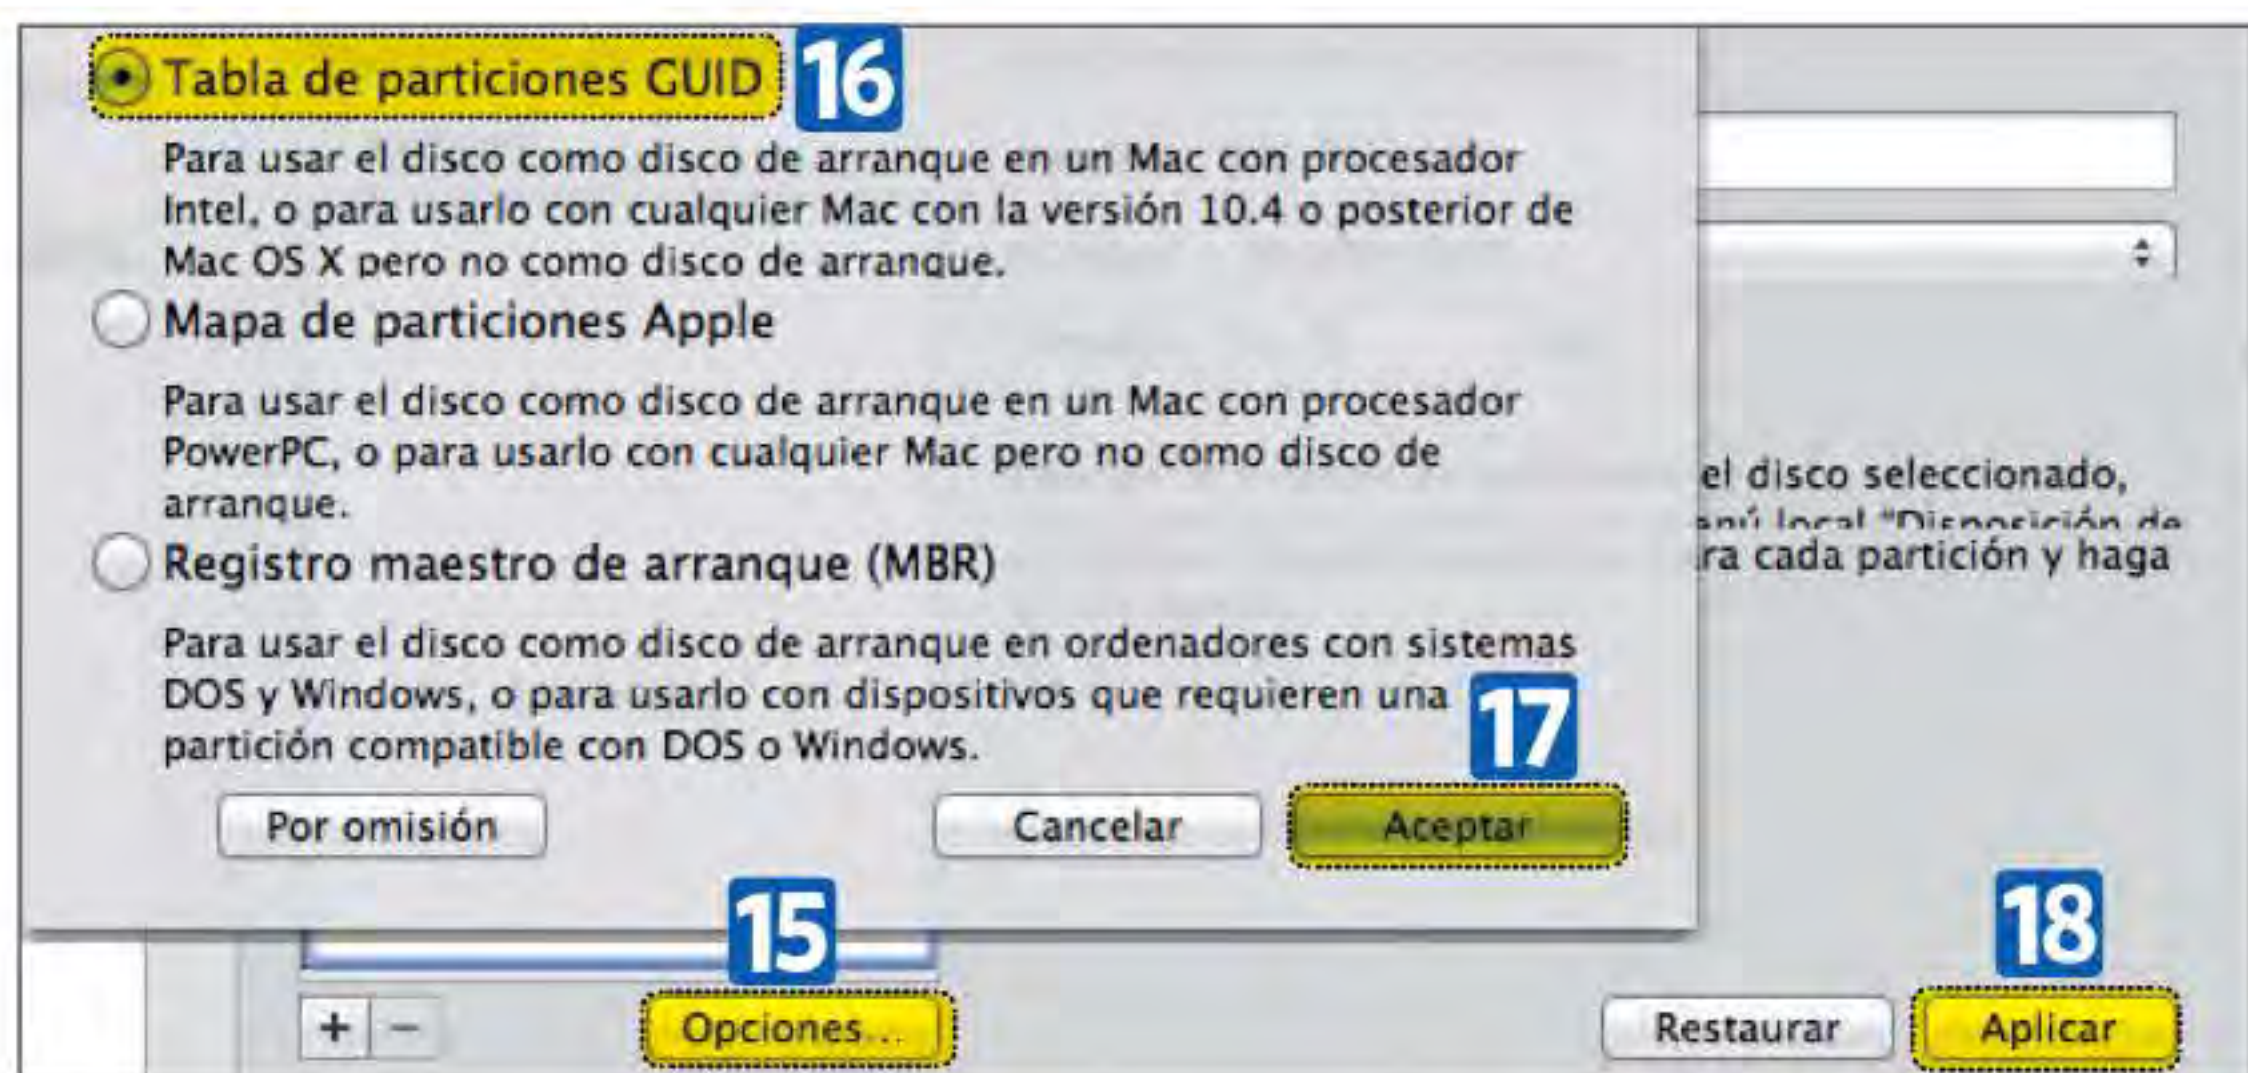 Tabla de particiones GUID
16
Para usar el disco como disco de arranque en un Mac con procesador
Intel, o para usarlo con cualquier Mac con la versión 10.4 o posterior de
Mac OS X pero no como disco de arranque.
Mapa de particiones Apple
Para usar el disco como disco de arranque en un Mac con procesador
PowerPC, o para usarlo con cualquier Mac pero no como disco de
arranque.
Registro maestro de arranque (MBR)
Para usar el disco como disco de arranque en ordenadores con sistemas
DOS y Windows, o para usarlo con dispositivos que requieren una
partición compatible con DOS o Windows.
17
Por omisión
Cancelar
Aceptar
el disco seleccionado,
enú local "Disposición de
ra cada partición y haga
15
18
+ −
Opciones...
Restaurar
Aplicar